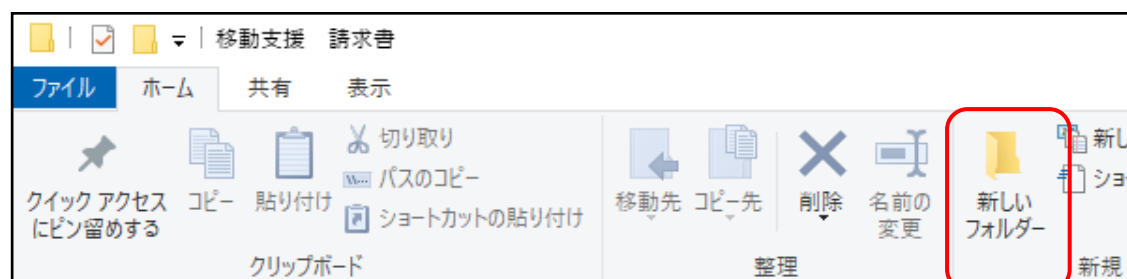 移動支援　請求書
ファイル ホーム 共有 表示
クイック アクセス
にピン留めする
コピー
貼り付け
切り取り
パスのコピー
ショートカットの貼り付け
クリップボード
移動先
コピー先
削除
名前の
変更
整理
新しい
フォルダー
新し
ショー
新規